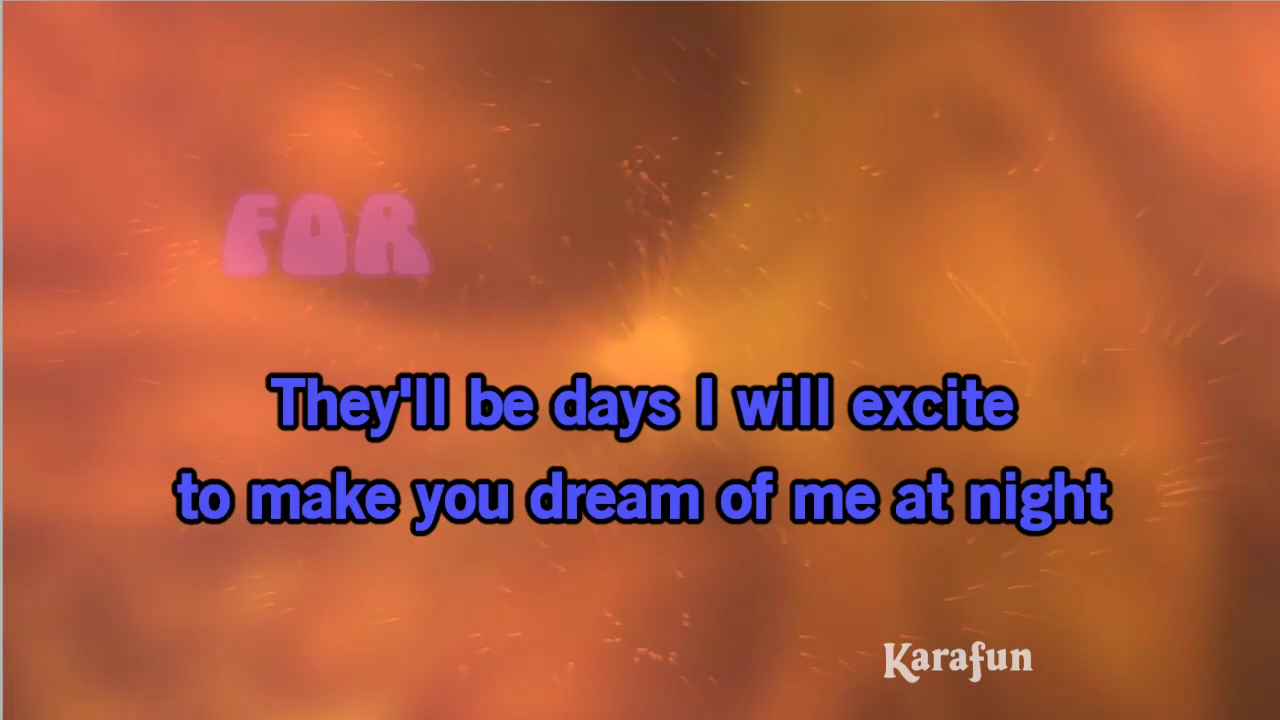 FOR
They'll be days I will excite
to make you dream of me at night
Karafun